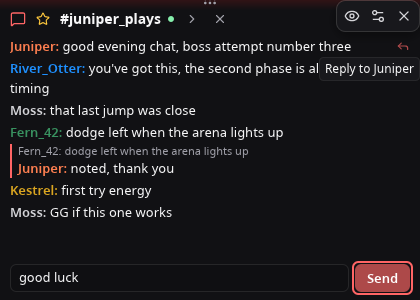 #juniper_plays
Juniper: good evening chat, boss attempt number three
River_Otter: you've got this, the second phase is al
Reply to Juniper
timing
Moss: that last jump was close
Fern_42: dodge left when the arena lights up
Fern_42: dodge left when the arena lights up
Juniper: noted, thank you
Kestrel: first try energy
Moss: GG if this one works
good luck
Send